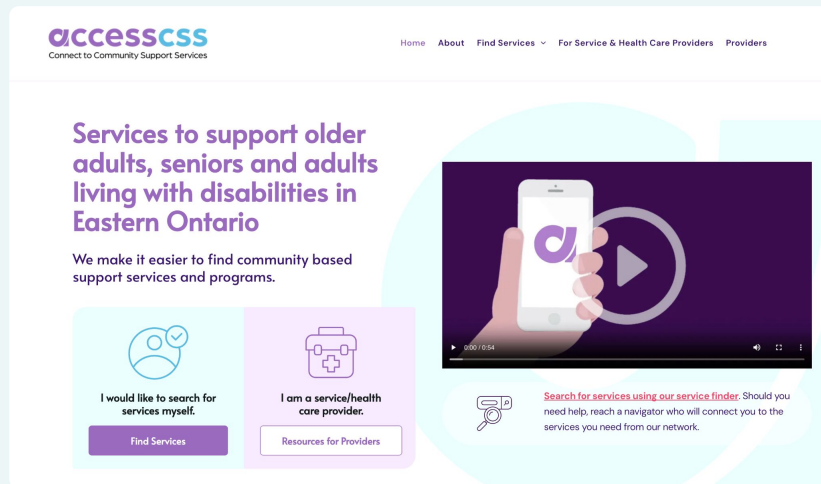 accesscss
Connect to Community Support Services
Home About Find Services For Service & Health Care Providers Providers
Services to support older
adults, seniors and adults
living with disabilities in
Eastern Ontario
We make it easier to find community based
support services and programs.
I would like to search for
services myself.
Find Services
I am a service/health
care provider.
Resources for Providers
a
0:00 / 0:54
Search for services using our service finder. Should you
need help, reach a navigator who will connect you to the
services you need from our network.